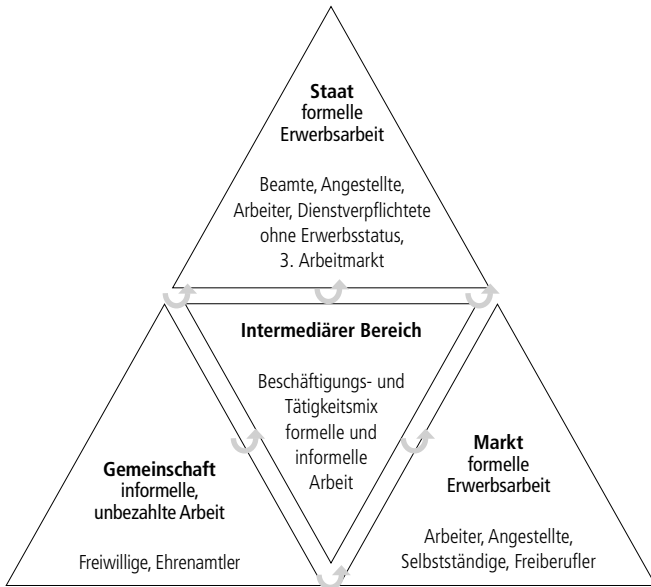 Staat
formelle
Erwerbsarbeit
Beamte, Angestellte,
Arbeiter, Dienstverpflichtete
ohne Erwerbsstatus,
3. Arbeitmarkt
Intermediärer Bereich
Beschäftigungs- und
Tätigkeitsmix
formelle und
informelle
Arbeit
Gemeinschaft
informelle,
unbezahlte Arbeit
Freiwillige, Ehrenamtler
Markt
formelle
Erwerbsarbeit
Arbeiter, Angestellte,
Selbstständige, Freiberufler